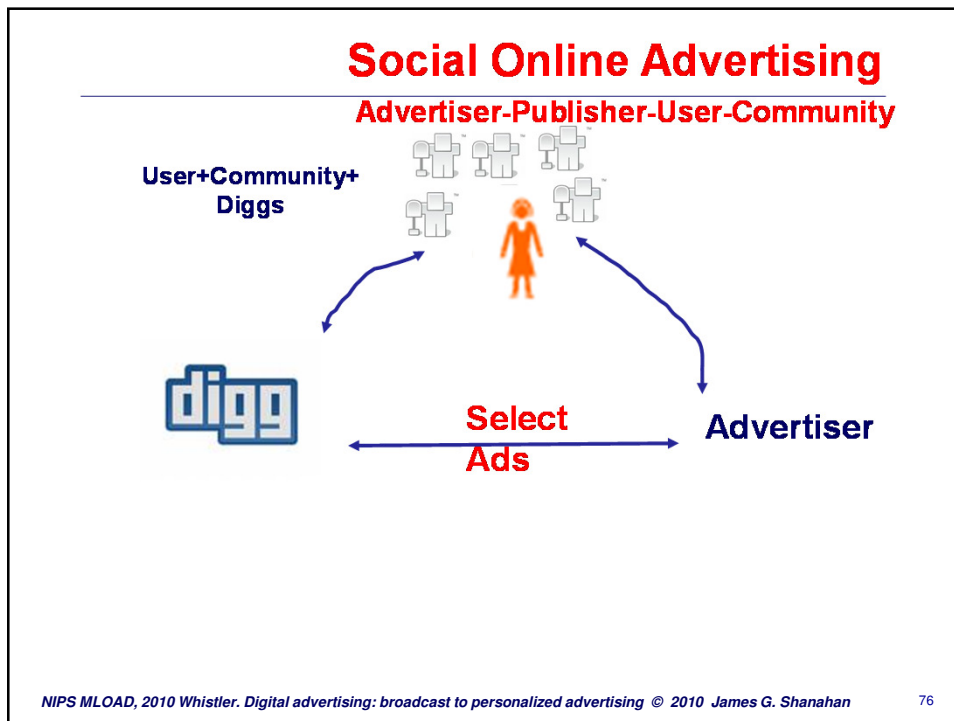 Social Online Advertising
Advertiser-Publisher-User-Community
User+Community+
Diggs
digg
Select
Ads
Advertiser
NIPS MLOAD, 2010 Whistler. Digital advertising: broadcast to personalized advertising © 2010 James G. Shanahan
76